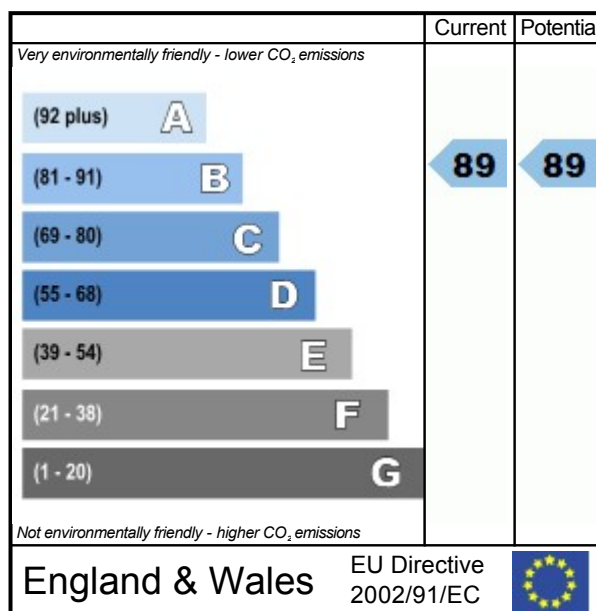 Current Potentia
Very environmentally friendly - lower CO₂ emissions
(92 plus) A
(81 - 91) B 89 89
(69 - 80) C
(55 - 68) D
(39 - 54) E
(21 - 38) F
(1 - 20) G
Not environmentally friendly - higher CO₂ emissions
England & Wales
EU Directive
2002/91/EC